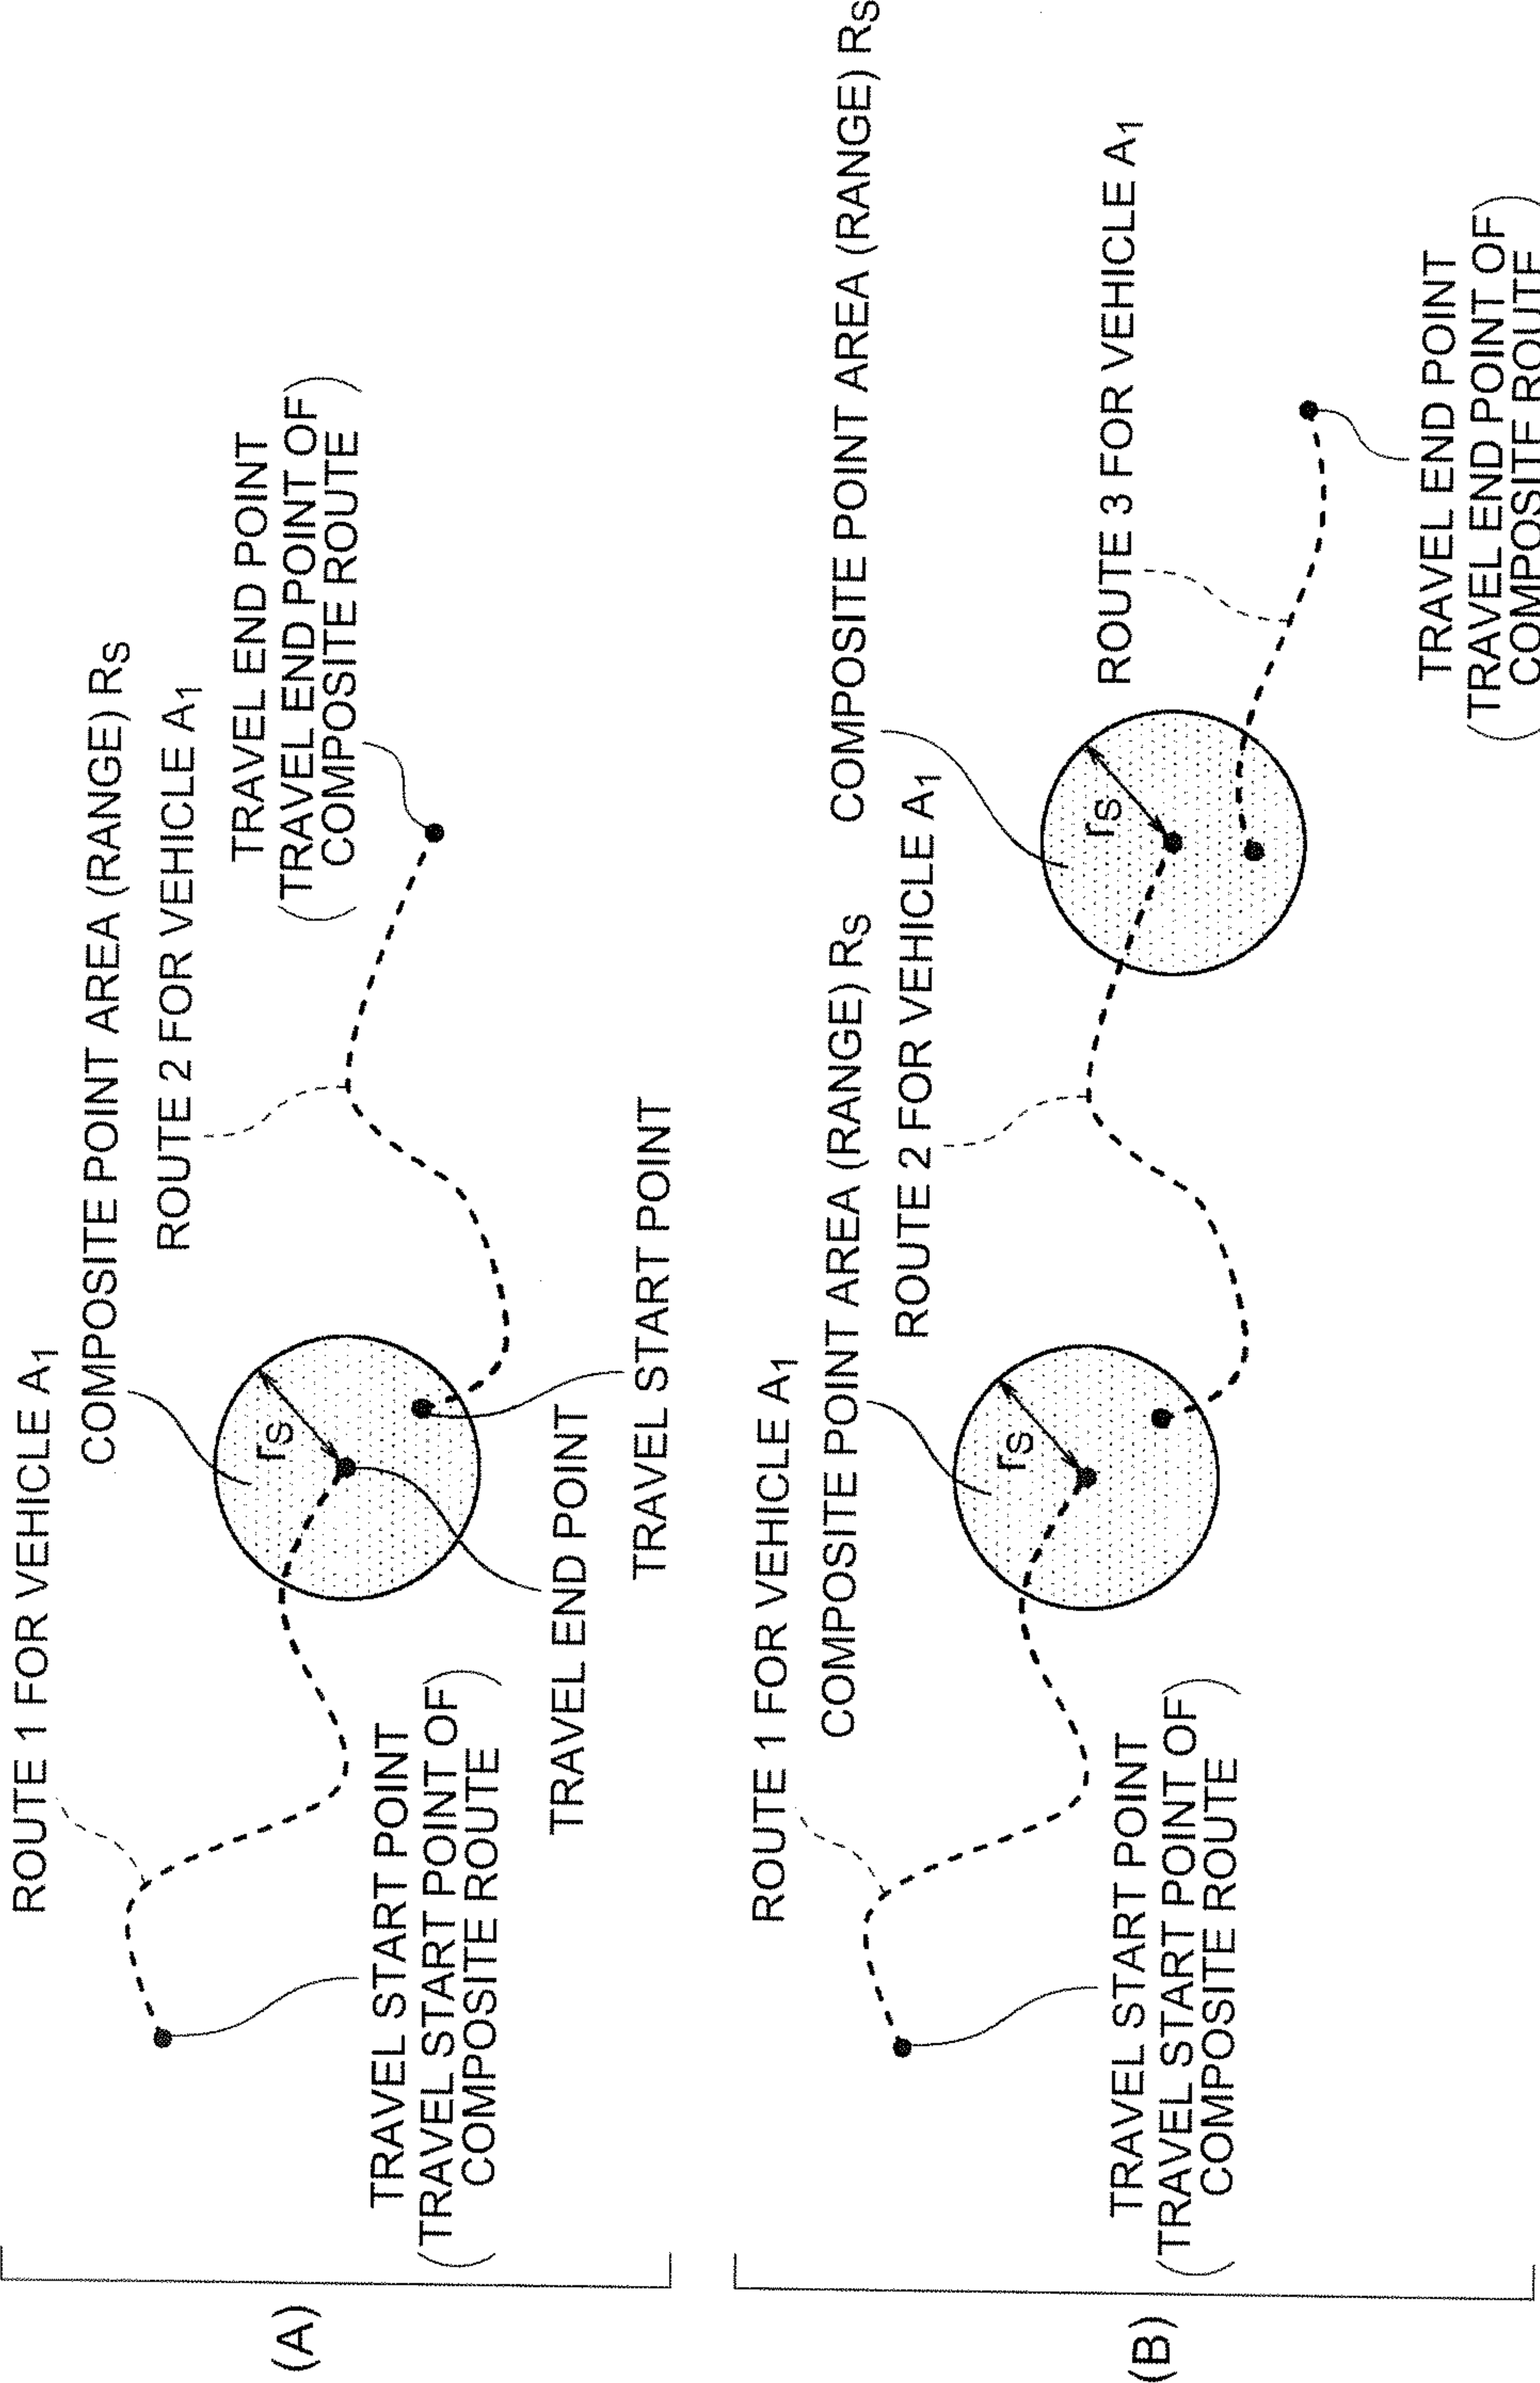 (A)
ROUTE 1 FOR VEHICLE A1
COMPOSITE POINT AREA (RANGE) RS
ROUTE 2 FOR VEHICLE A1
TRAVEL END POINT
(TRAVEL END POINT OF
COMPOSITE ROUTE)
rS
TRAVEL START POINT
(TRAVEL START POINT OF
COMPOSITE ROUTE)
TRAVEL END POINT
TRAVEL START POINT
(B)
ROUTE 1 FOR VEHICLE A1
COMPOSITE POINT AREA (RANGE) RS
ROUTE 2 FOR VEHICLE A1
COMPOSITE POINT AREA (RANGE) RS
ROUTE 3 FOR VEHICLE A1
rS
rS
TRAVEL START POINT
(TRAVEL START POINT OF
COMPOSITE ROUTE)
TRAVEL END POINT
(TRAVEL END POINT OF
COMPOSITE ROUTE)